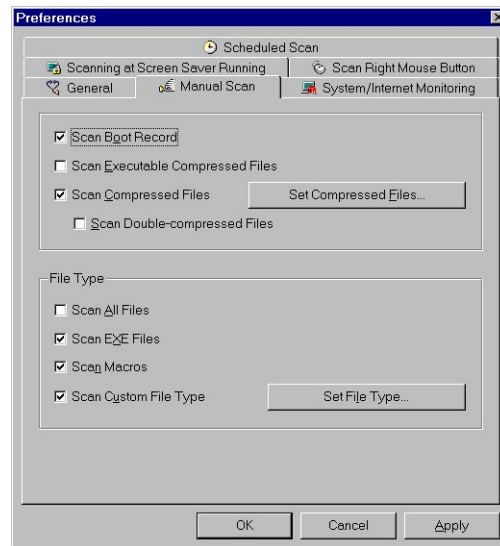 Preferences
Scheduled Scan
Scanning at Screen Saver Running
Scan Right Mouse Button
General
Manual Scan
System/Internet Monitoring
Scan Boot Record
Scan Executable Compressed Files
Scan Compressed Files
Set Compressed Files...
Scan Double-compressed Files
File Type
Scan All Files
Scan EXE Files
Scan Macros
Scan Custom File Type
Set File Type...
OK
Cancel
Apply